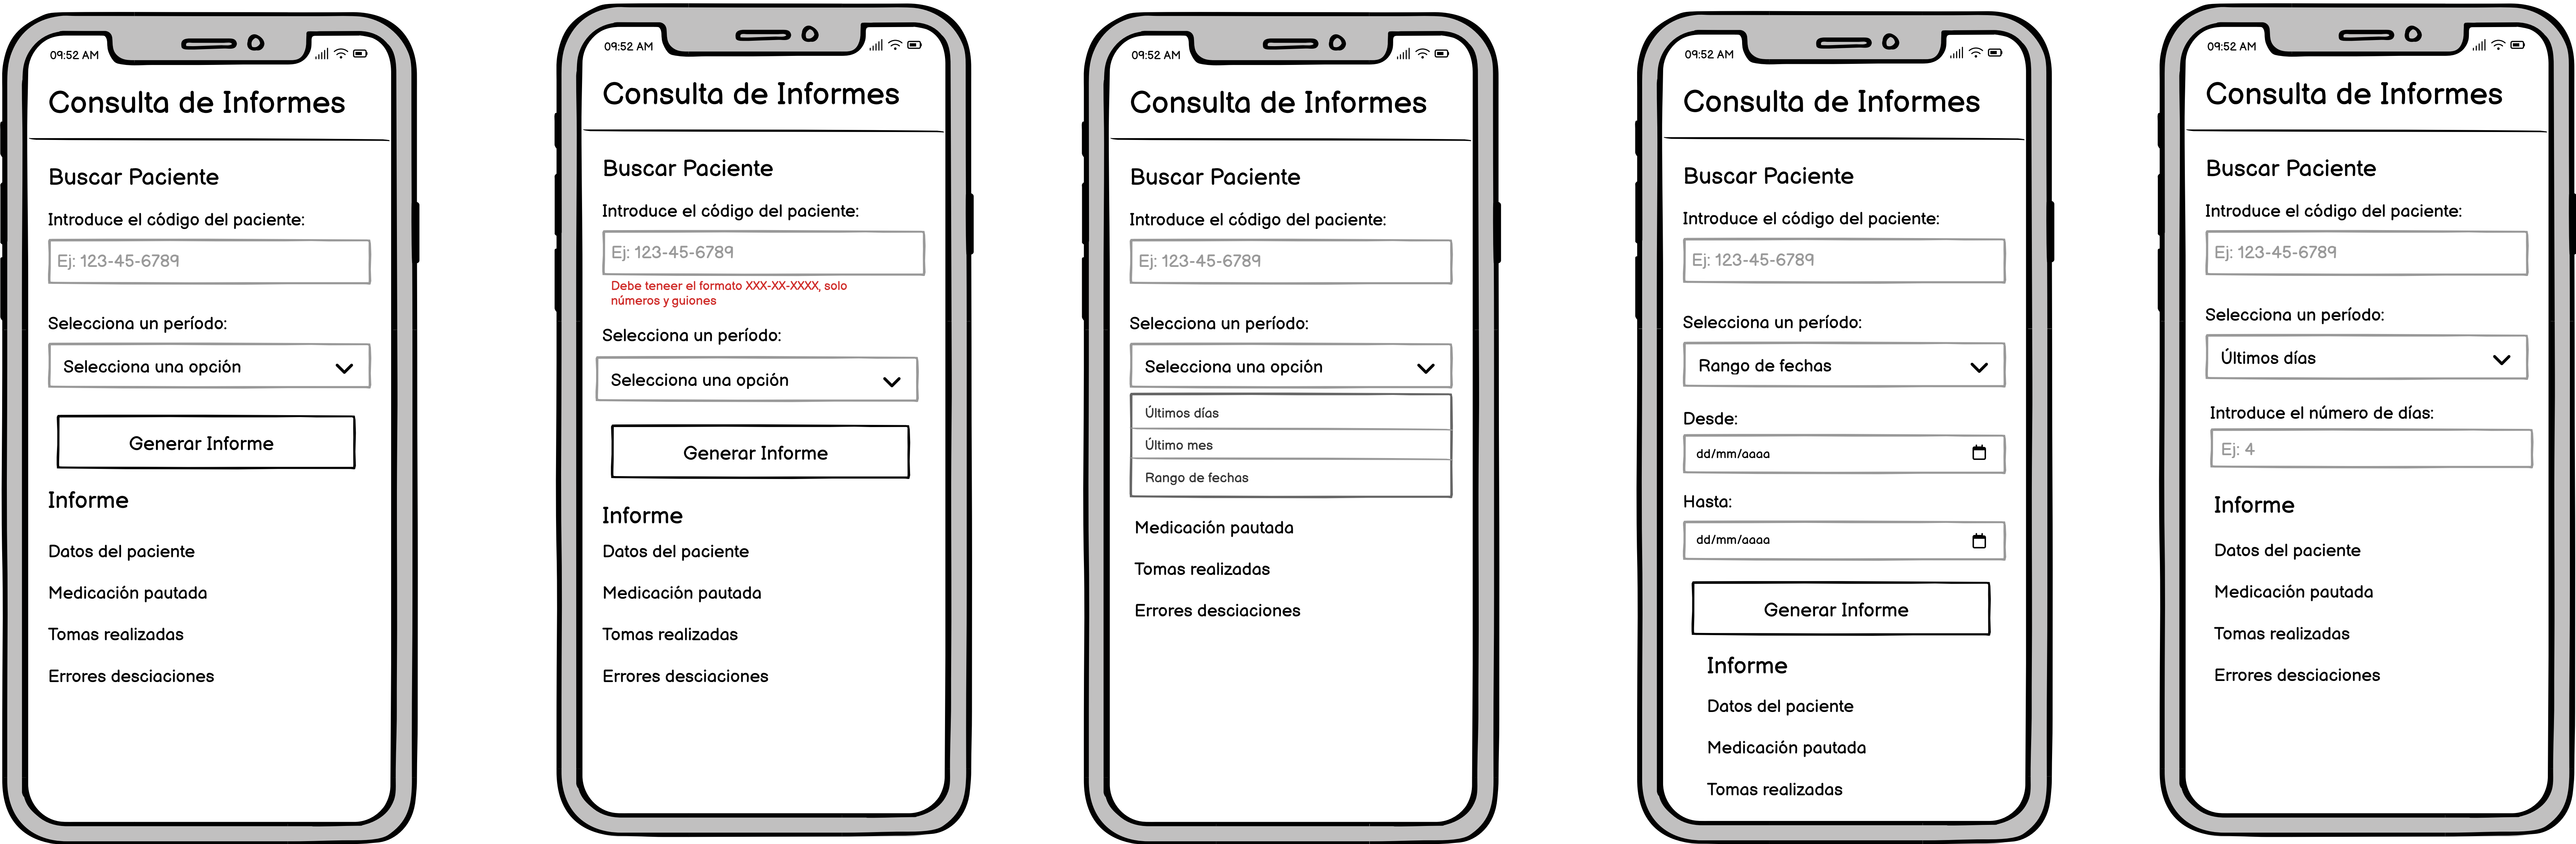 09:52 AM
Consulta de Informes
Buscar Paciente
Introduce el código del paciente:
Ej: 123-45-6789
Selecciona un período:
Selecciona una opción
Generar Informe
Informe
Datos del paciente
Medicación pautada
Tomas realizadas
Errores desciaciones
09:52 AM
Consulta de Informes
Buscar Paciente
Introduce el código del paciente:
Ej: 123-45-6789
Debe teneer el formato XXX-XX-XXXX, solo
números y guiones
Selecciona un período:
Selecciona una opción
Generar Informe
Informe
Datos del paciente
Medicación pautada
Tomas realizadas
Errores desciaciones
09:52 AM
Consulta de Informes
Buscar Paciente
Introduce el código del paciente:
Ej: 123-45-6789
Selecciona un período:
Selecciona una opción
Últimos días
Último mes
Rango de fechas
Medicación pautada
Tomas realizadas
Errores desciaciones
09:52 AM
Consulta de Informes
Buscar Paciente
Introduce el código del paciente:
Ej: 123-45-6789
Selecciona un período:
Rango de fechas
Desde:
dd/mm/aaaa
Hasta:
dd/mm/aaaa
Generar Informe
Informe
Datos del paciente
Medicación pautada
Tomas realizadas
09:52 AM
Consulta de Informes
Buscar Paciente
Introduce el código del paciente:
Ej: 123-45-6789
Selecciona un período:
Últimos días
Introduce el número de días:
Ej: 4
Informe
Datos del paciente
Medicación pautada
Tomas realizadas
Errores desciaciones